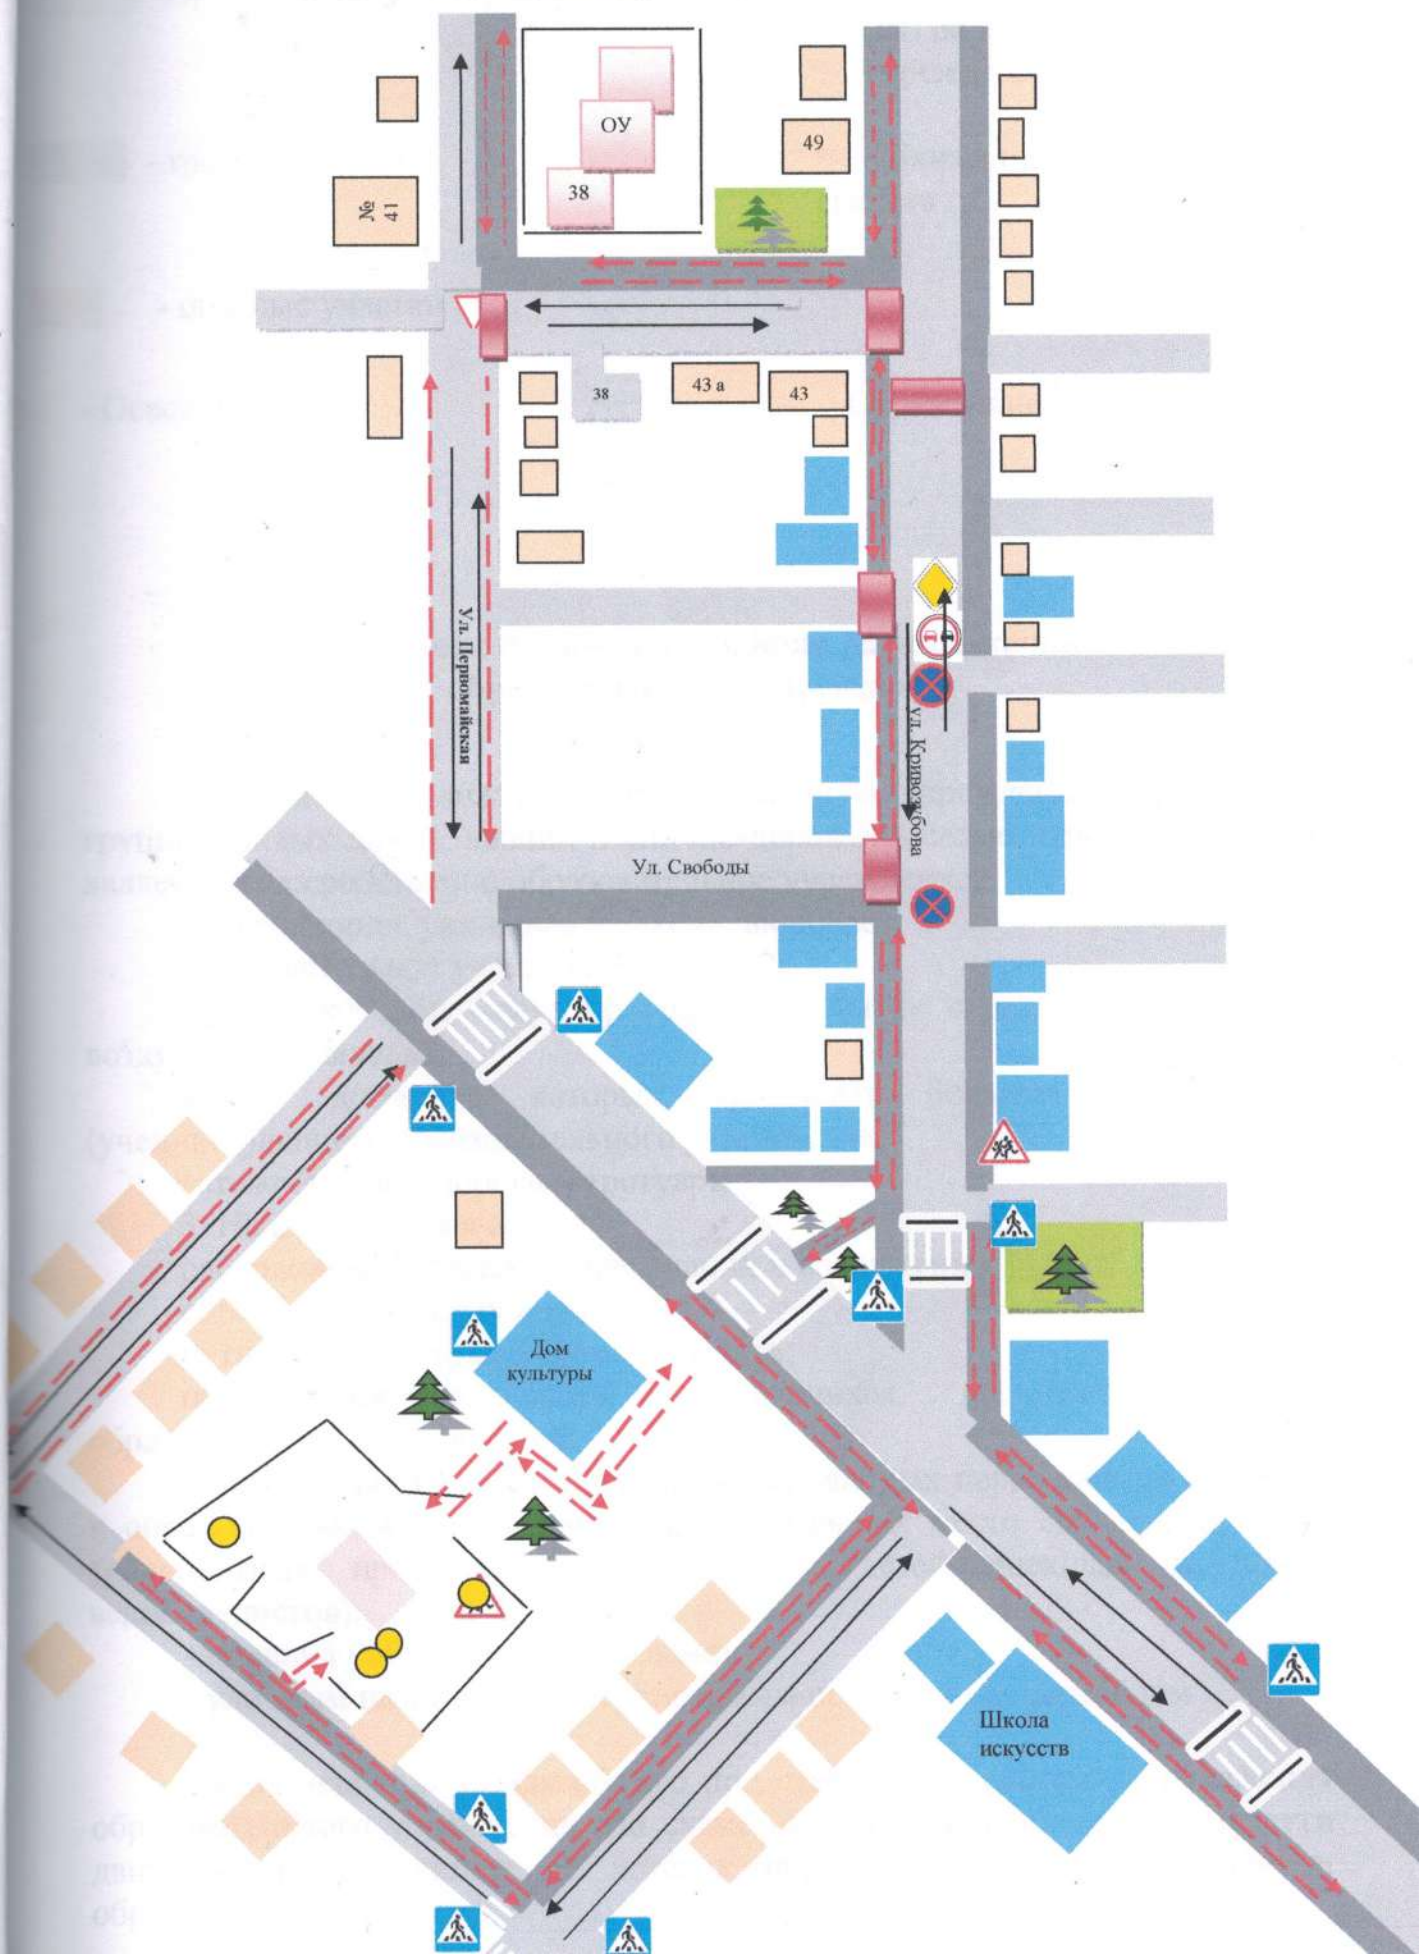 ОУ
49
38
№
41
43 а
43
38
Ул. Первомайская
ул. Кривозубова
Ул. Свободы
Дом
культуры
Школа
искусств